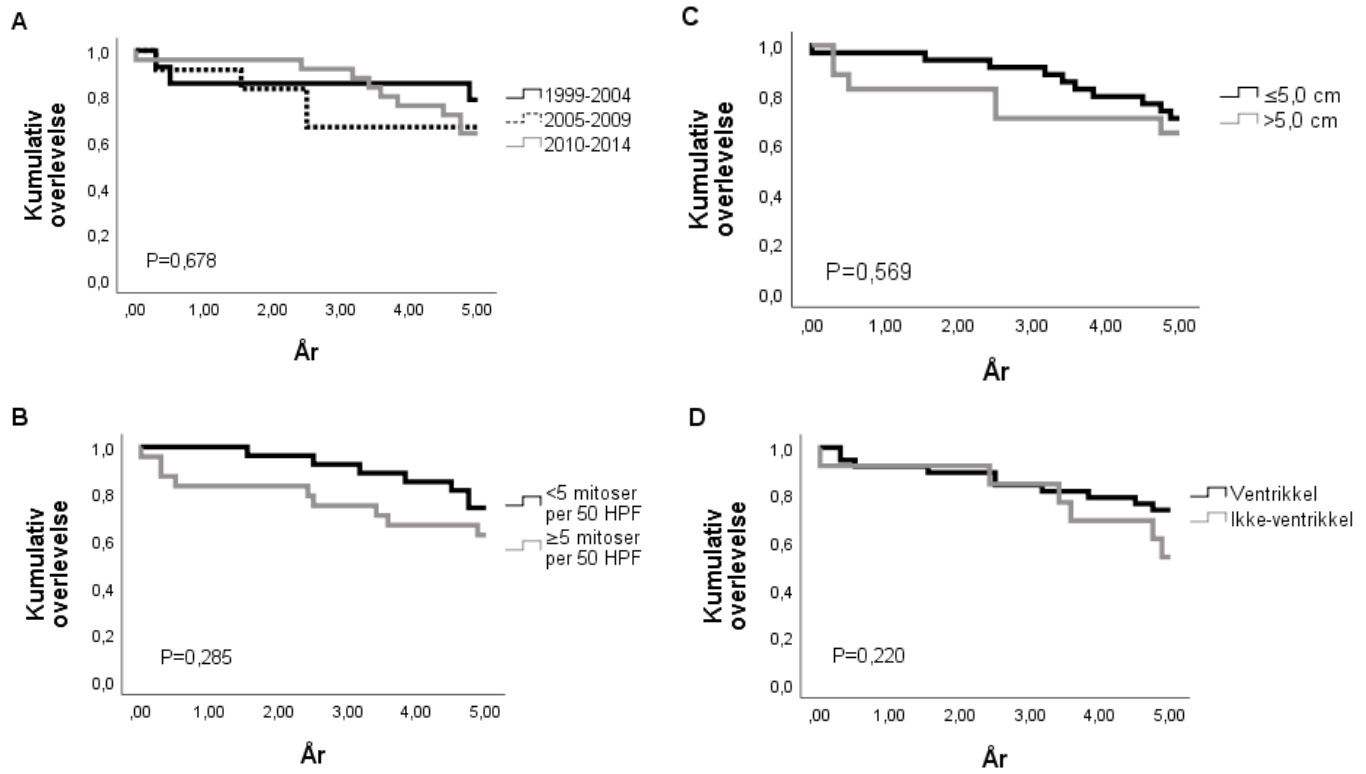 A
Kumulativ
overlevelse
1,0
0,8
0,6
0,4
0,2
0,0
P=0,678
,00 1,00 2,00 3,00 4,00 5,00
År
1999-2004
2005-2009
2010-2014
B
Kumulativ
overlevelse
1,0
0,8
0,6
0,4
0,2
0,0
P=0,285
,00 1,00 2,00 3,00 4,00 5,00
År
<5 mitoser
per 50 HPF
≥5 mitoser
per 50 HPF
C
Kumulativ
overlevelse
1,0
0,8
0,6
0,4
0,2
0,0
P=0,569
,00 1,00 2,00 3,00 4,00 5,00
År
≤5,0 cm
>5,0 cm
D
Kumulativ
overlevelse
1,0
0,8
0,6
0,4
0,2
0,0
P=0,220
,00 1,00 2,00 3,00 4,00 5,00
År
Ventrikkel
Ikke-ventrikkel